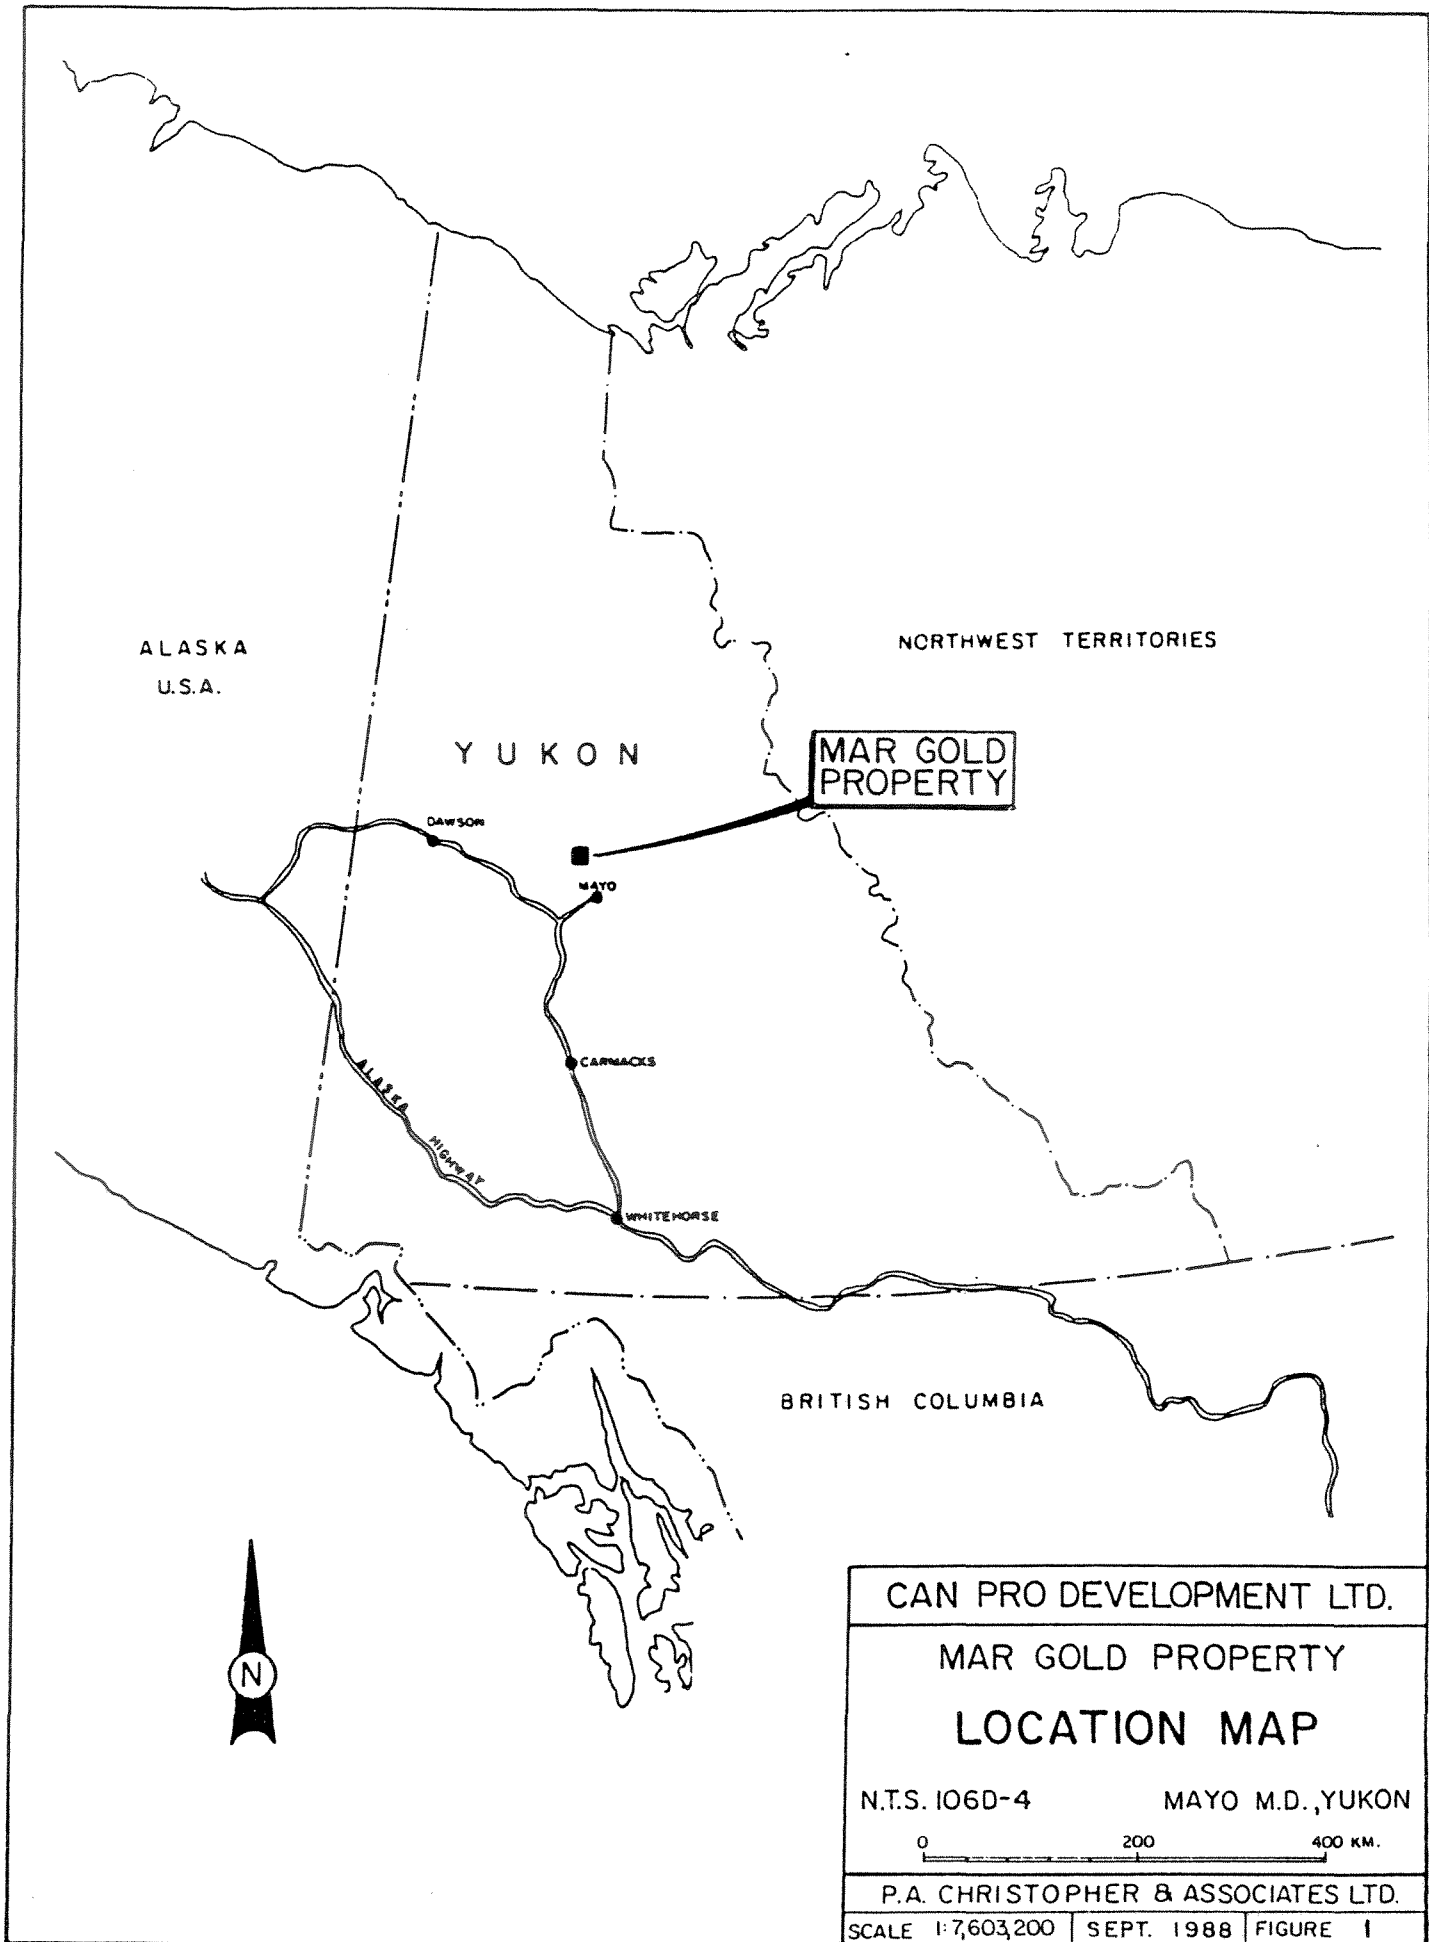 ALASKA
U.S.A.
NORTHWEST TERRITORIES
YUKON
MAR GOLD
PROPERTY
DAWSON
MAYO
CARMACKS
ALASKA
HIGHWAY
WHITEHORSE
BRITISH COLUMBIA
N
CAN PRO DEVELOPMENT LTD.
MAR GOLD PROPERTY
LOCATION MAP
N.T.S. 106D-4 MAYO M.D., YUKON
0 200 400 KM.
P.A. CHRISTOPHER & ASSOCIATES LTD.
SCALE 1:7,603,200 SEPT. 1988 FIGURE 1